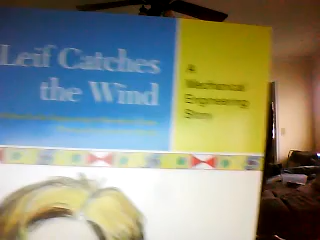 Leif Catches
the Wind
A
Mechanical
Engineering
Story